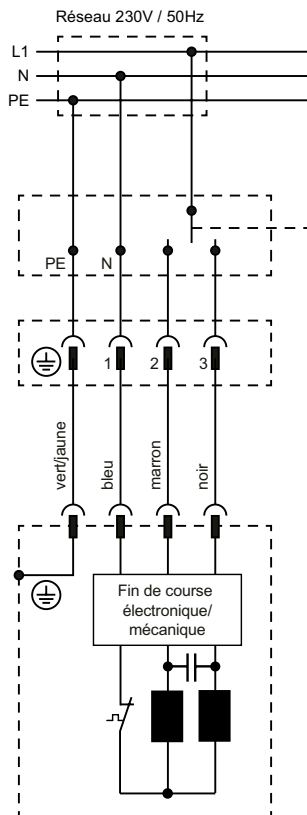 Réseau 230V / 50Hz
L1
N
PE
PE N
1 2 3
vert/jaune
bleu
marron
noir
Fin de course
électronique/
mécanique